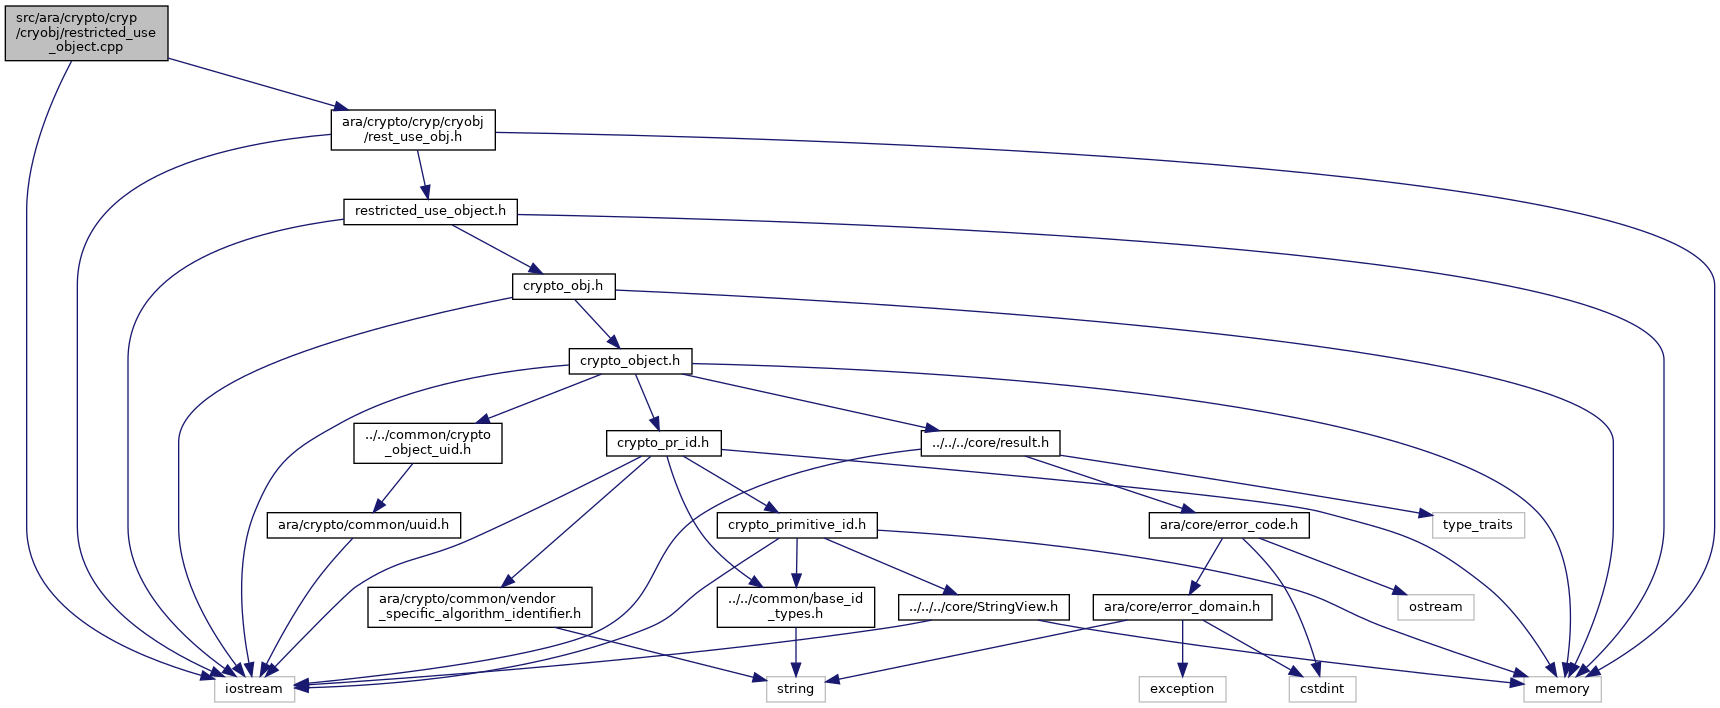 src/ara/crypto/cryp
/cryobj/restricted_use
_object.cpp
ara/crypto/cryp/cryobj
/rest_use_obj.h
restricted_use_object.h
crypto_obj.h
crypto_object.h
../../common/crypto
_object_uid.h
crypto_pr_id.h
../../../core/result.h
ara/crypto/common/uuid.h
crypto_primitive_id.h
ara/core/error_code.h
type_traits
ara/crypto/common/vendor
_specific_algorithm_identifier.h
../../common/base_id
_types.h
../../../core/StringView.h
ara/core/error_domain.h
ostream
iostream
string
exception
cstdint
memory